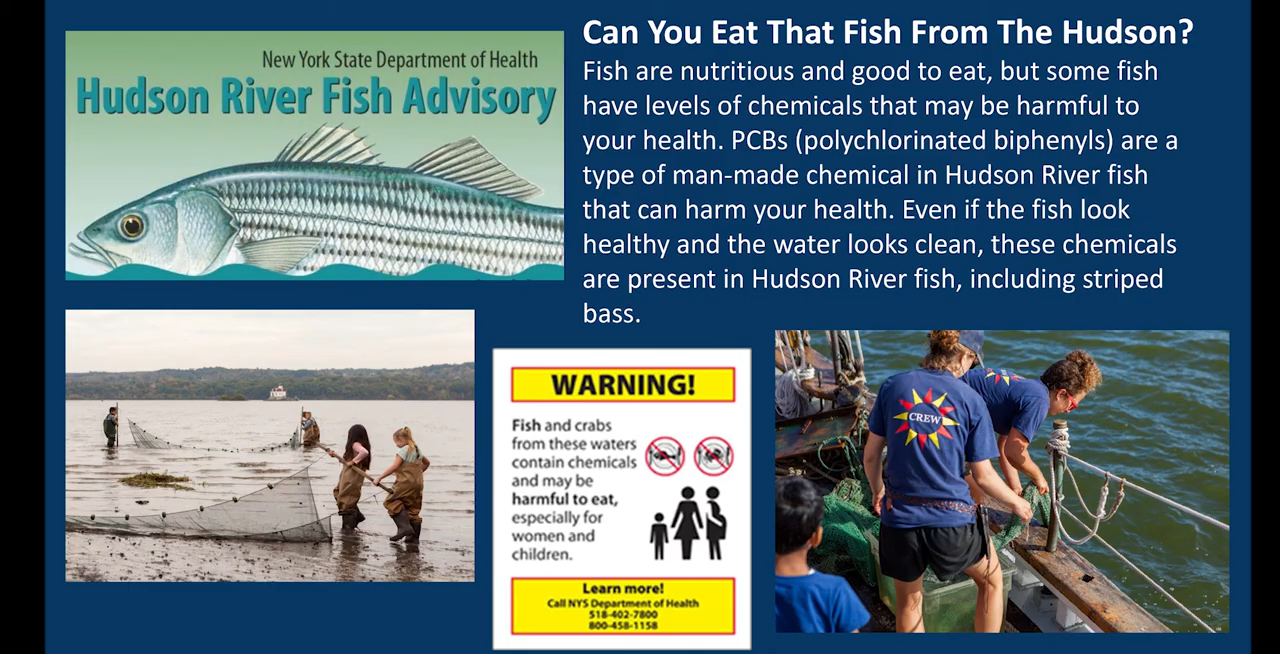 New York State Department of Health
Hudson River Fish Advisory
Can You Eat That Fish From The Hudson?
Fish are nutritious and good to eat, but some fish
have levels of chemicals that may be harmful to
your health. PCBs (polychlorinated biphenyls) are a
type of man-made chemical in Hudson River fish
that can harm your health. Even if the fish look
healthy and the water looks clean, these chemicals
are present in Hudson River fish, including striped
bass.
WARNING!
Fish and crabs
from these waters
contain chemicals
and may be
harmful to eat,
especially for
women and
children.
Learn more!
Call NYS Department of Health
518-402-7800
800-458-1158
CREW